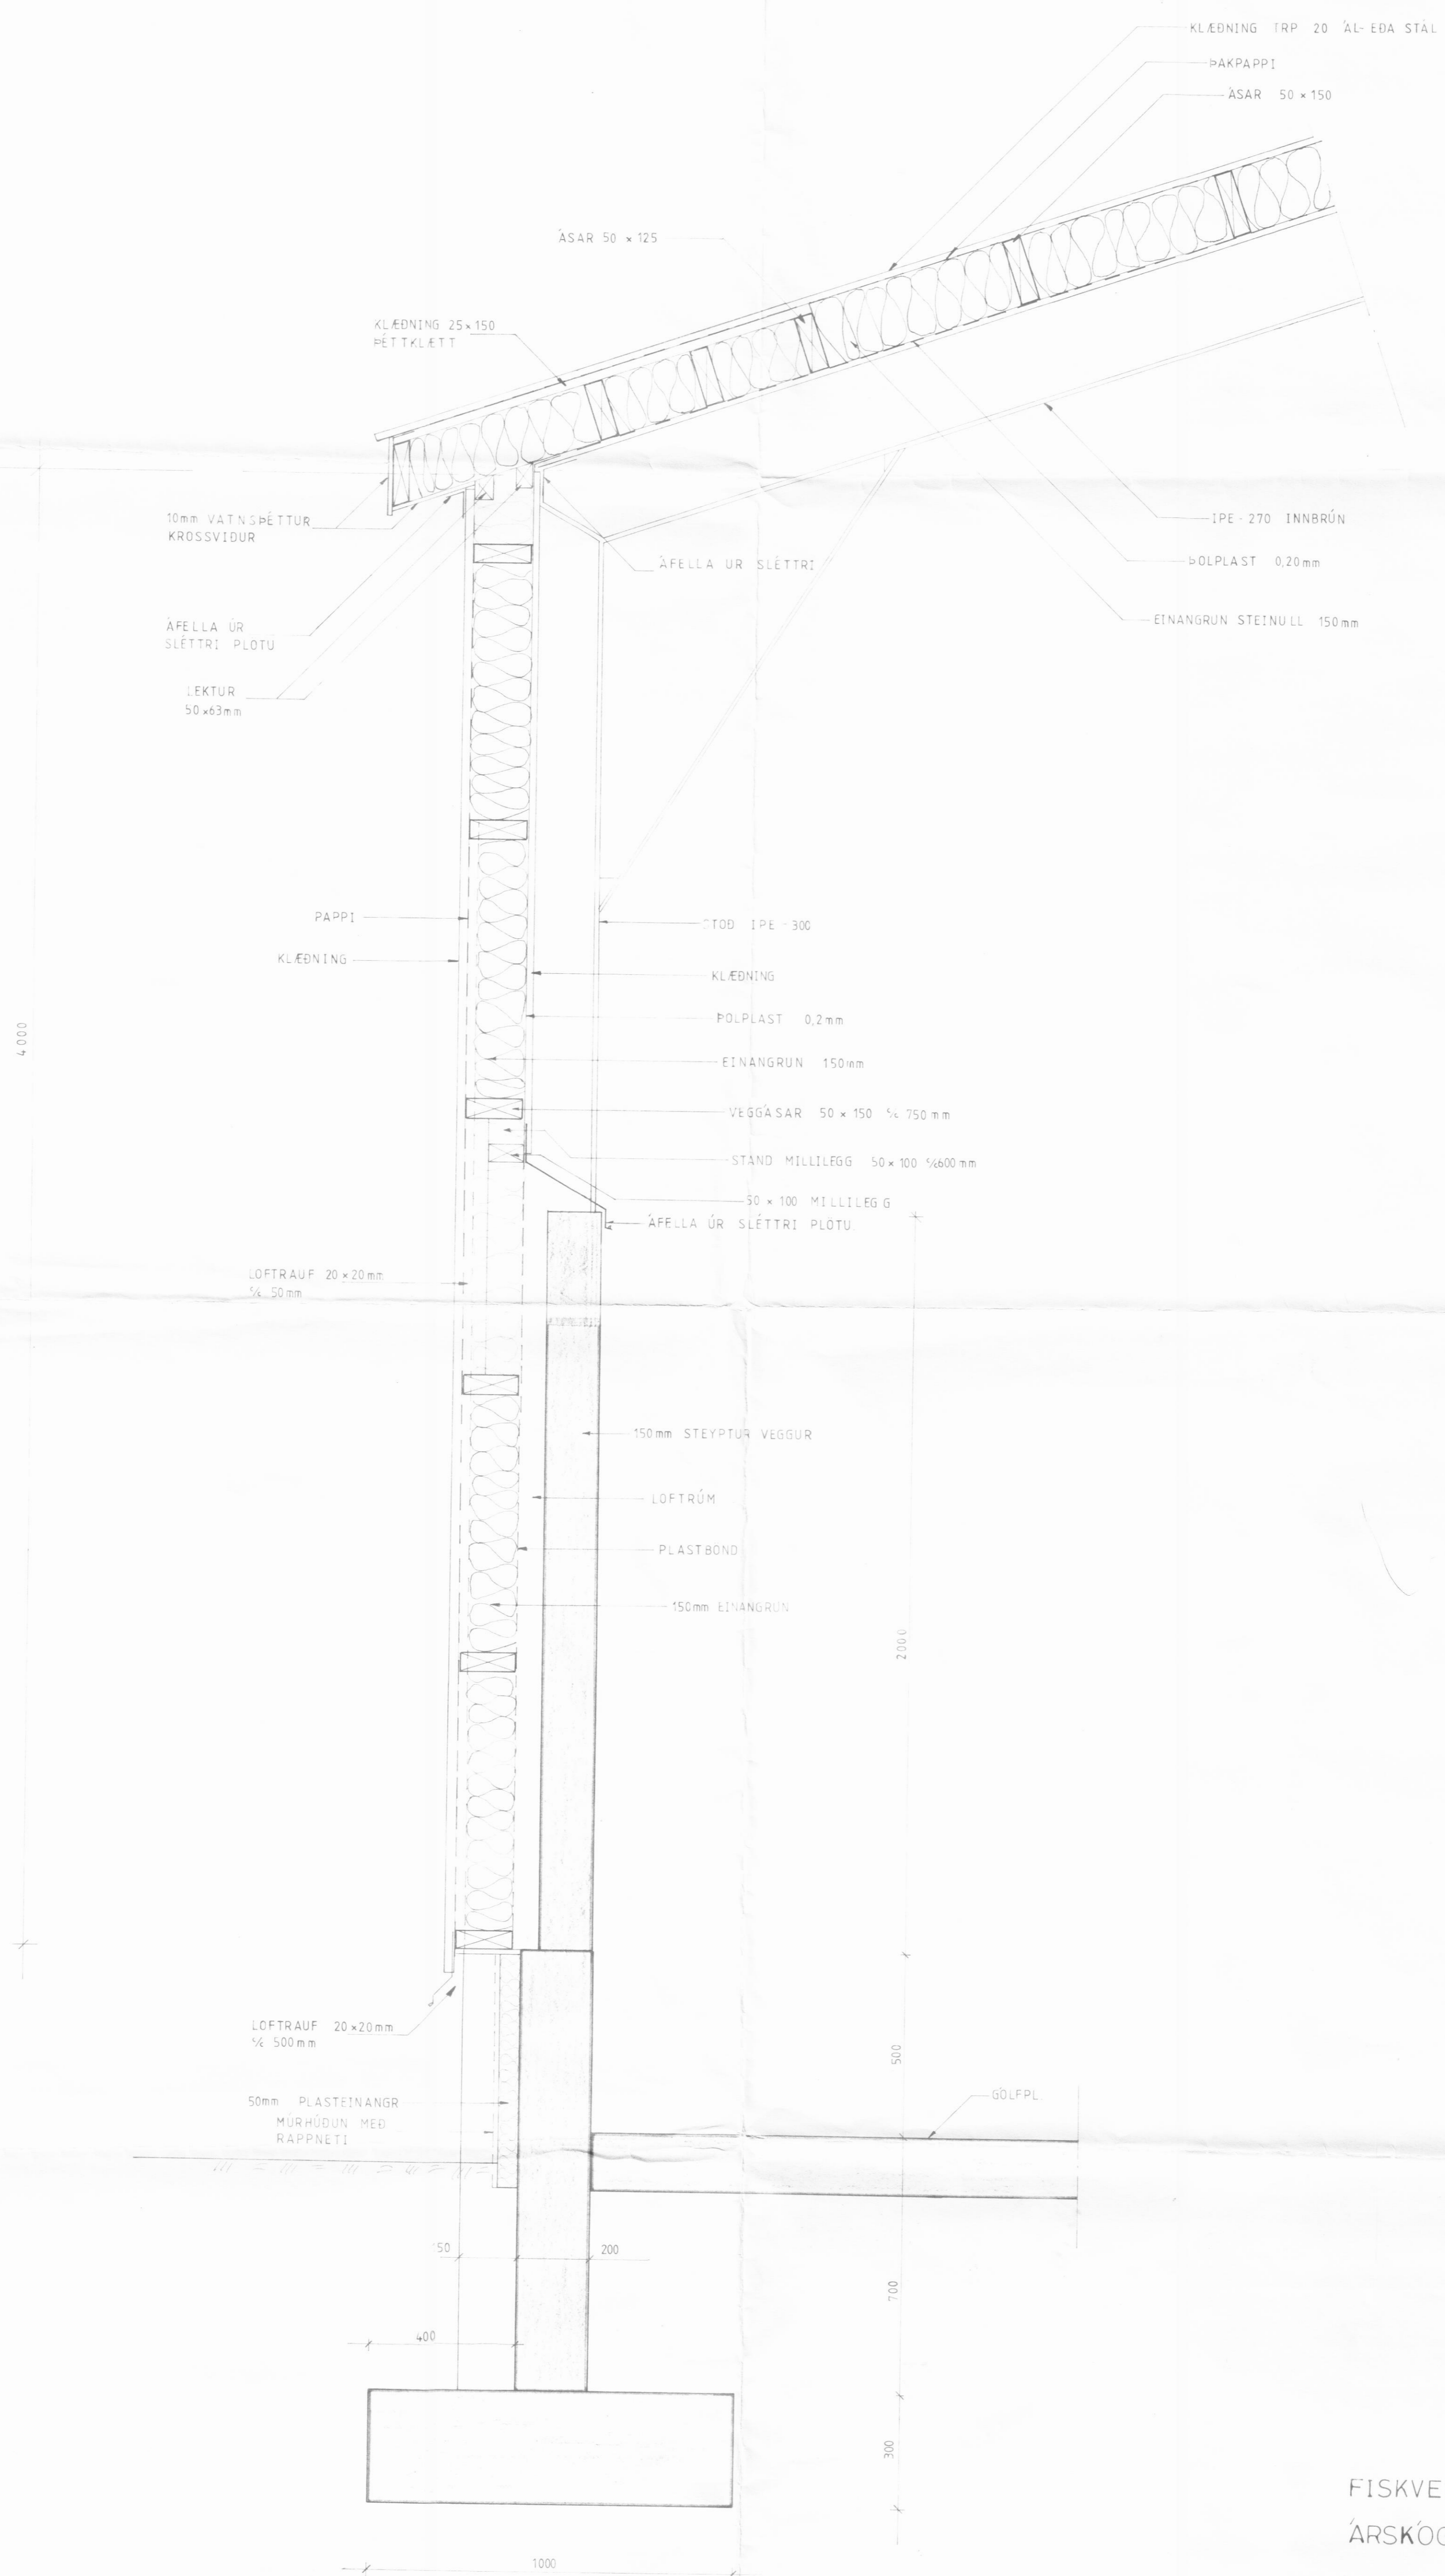 KLÆÐNING TRP 20 ÁL- EÐA STÁL
ÞAKPAPPI
ÁSAR 50 × 150
ÁSAR 50 × 125
KLÆÐNING 25×150
ÞÉTTKLÆTT
10mm VATNSÞÉTTUR
KROSSVIÐUR
IPE - 270 INNBRÚN
ÁFELLA ÚR SLÉTTRI
ÞOLPLAST 0,20mm
EINANGRUN STEINULL 150mm
ÁFELLA ÚR
SLÉTTRI PLÖTU
LEKTUR
50×63mm
PAPPI
STOÐ IPE - 300
KLÆÐNING
KLÆÐNING
ÞOLPLAST 0,2mm
4000
EINANGRUN 150mm
VEGGÁSAR 50 × 150 c/c 750mm
STAND MILLILEGG 50×100 c/c600mm
50 × 100 MILLILEGG
ÁFELLA ÚR SLÉTTRI PLÖTU
LOFTRAUF 20×20mm
c/c 50mm
150mm STEYPTUR VEGGUR
LOFTRÚM
PLASTBÖND
150mm EINANGRUN
2000
LOFTRAUF 20×20mm
c/c 500mm
500
50mm PLASTEINANGR
MÚRHÚÐUN MEÐ
RAPPNETI
GÓLFPL.
150
200
700
400
300
FISKVE
ÁRSKÓG
1000